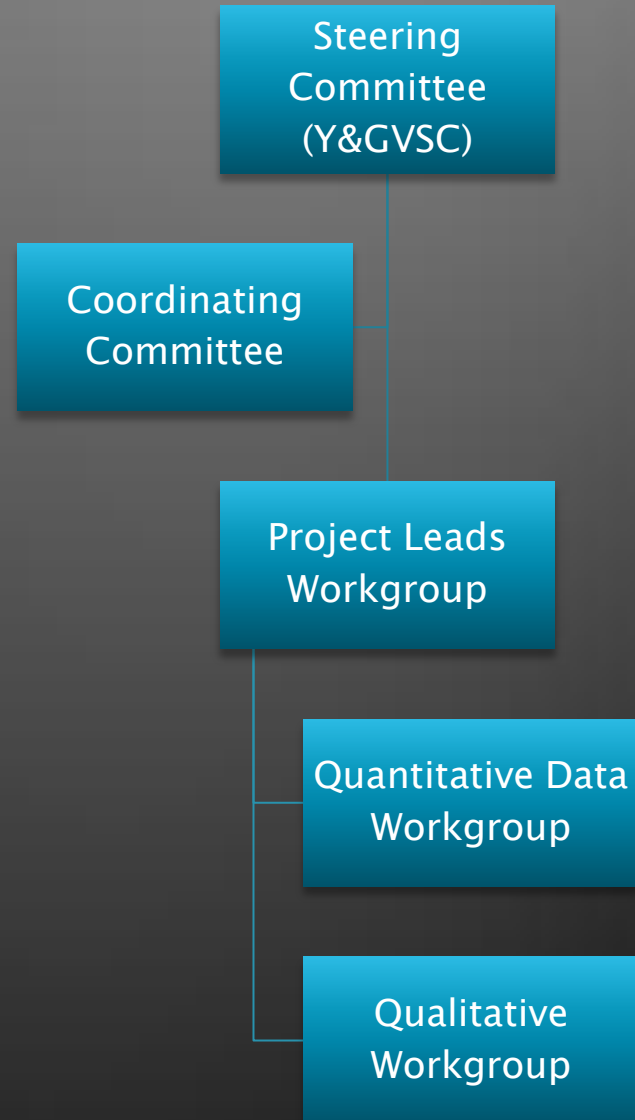 Steering
Committee
(Y&GVSC)
Coordinating
Committee
Project Leads
Workgroup
Quantitative Data
Workgroup
Qualitative
Workgroup